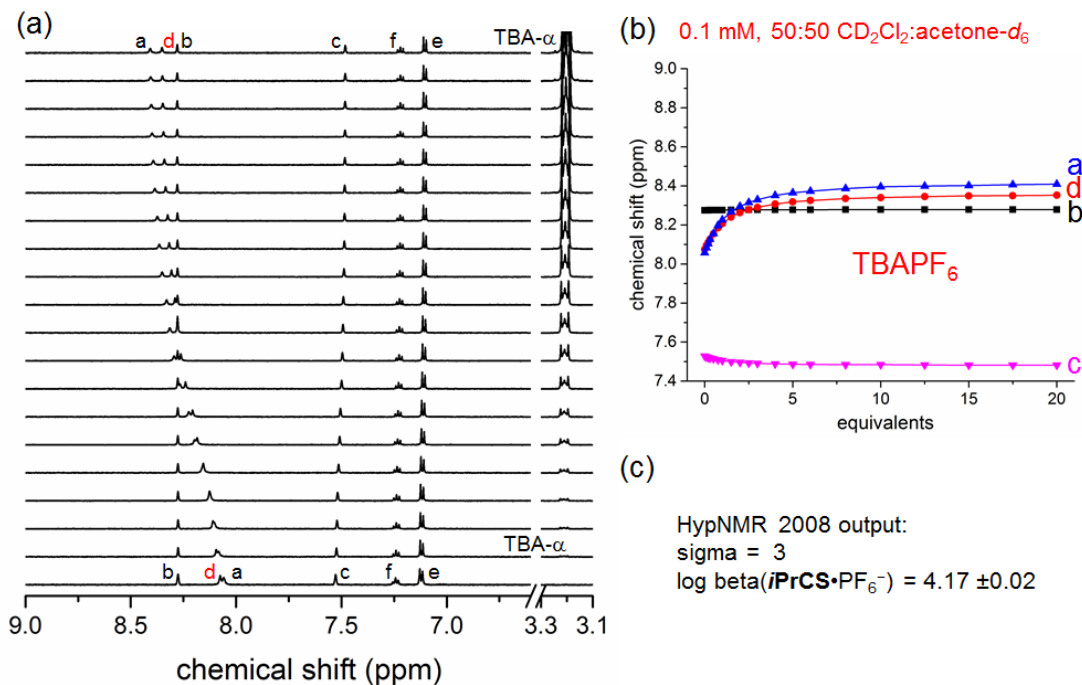 (a)
a d b c f e TBA-α
TBA-α
b d a c f e
9.0 8.5 8.0 7.5 7.0 3.3 3.1
chemical shift (ppm)
(b) 0.1 mM, 50:50 CD₂Cl₂:acetone-d₆
9.0
8.8
8.6
8.4
8.2
8.0
7.6
7.4
chemical shift (ppm)
a
d
b
TBAPF₆
c
0 5 10 15 20
equivalents
(c)
HypNMR 2008 output:
sigma = 3
log beta(iPrCS•PF₆⁻) = 4.17 ±0.02